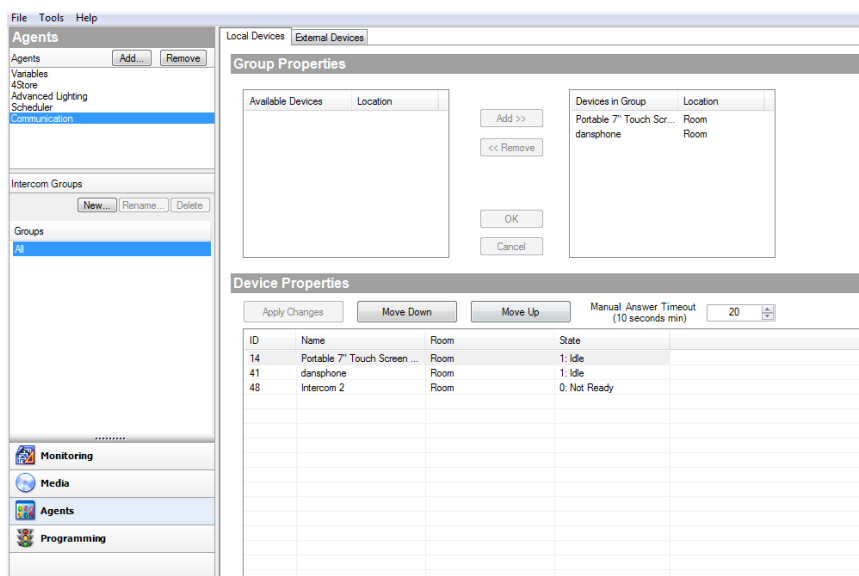 File Tools Help
Agents
Agents Add... Remove
Variables
4Store
Advanced Lighting
Scheduler
Communication
Intercom Groups
New... Rename... Delete
Groups
All
Monitoring
Media
Agents
Programming
Local Devices External Devices
Group Properties
Available Devices Location
Add >>
<< Remove
OK
Cancel
Devices in Group Location
Portable 7" Touch Scr... Room
dansphone Room
Device Properties
Apply Changes Move Down Move Up Manual Answer Timeout
(10 seconds min) 20
ID Name Room State
14 Portable 7" Touch Screen ... Room 1: Idle
41 dansphone Room 1: Idle
48 Intercom 2 Room 0: Not Ready